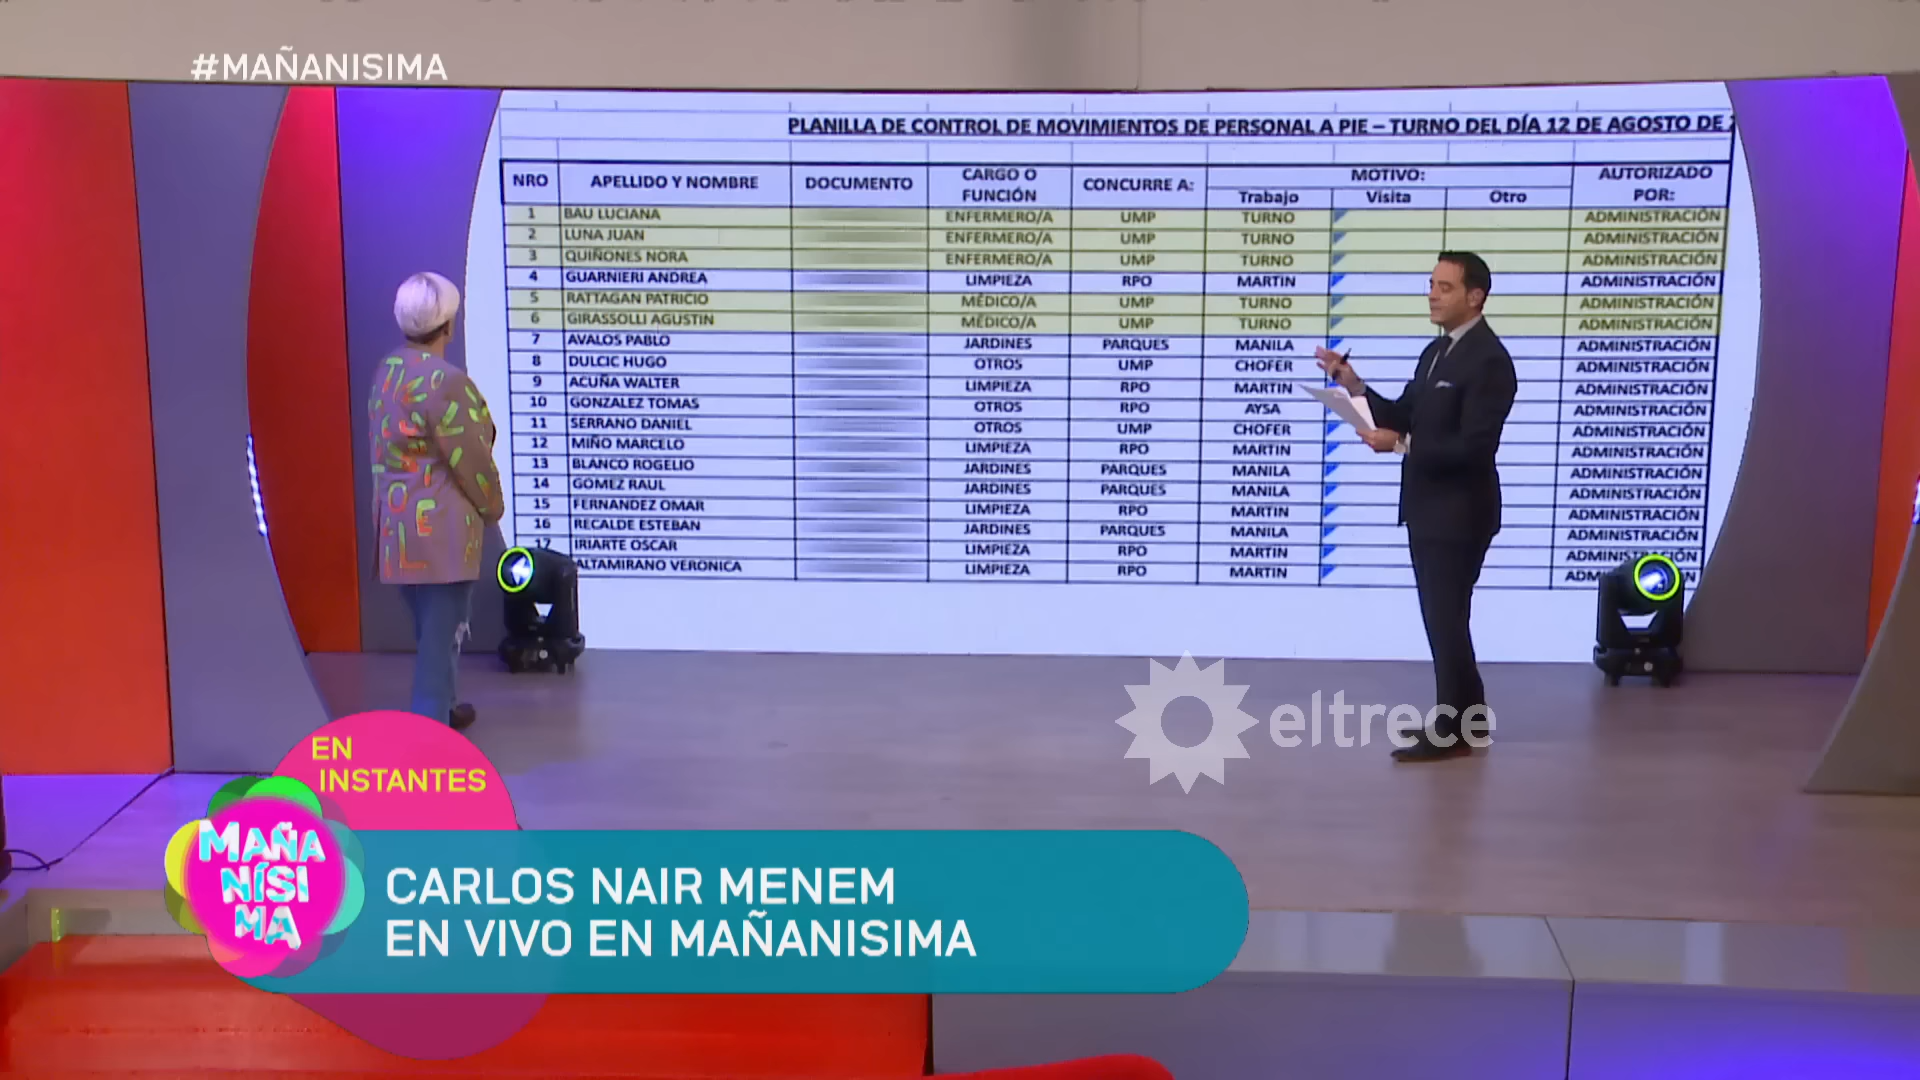 #MAÑANISIMA
PLANILLA DE CONTROL DE MOVIMIENTOS DE PERSONAL A PIE – TURNO DEL DÍA 12 DE AGOSTO DE
NRO APELLIDO Y NOMBRE DOCUMENTO CARGO O FUNCIÓN CONCURRE A: MOTIVO: Trabajo Visita Otro AUTORIZADO POR:
1 BAU LUCIANA ENFERMERO/A UMP TURNO ADMINISTRACIÓN
2 LUNA JUAN ENFERMERO/A UMP TURNO ADMINISTRACIÓN
3 QUIÑONES NORA ENFERMERO/A UMP TURNO ADMINISTRACIÓN
4 GUARNIERI ANDREA LIMPIEZA RPO MARTIN ADMINISTRACIÓN
5 RATTAGAN PATRICIO MÉDICO/A UMP TURNO ADMINISTRACIÓN
6 GIRASSOLLI AGUSTIN MÉDICO/A UMP TURNO ADMINISTRACIÓN
7 AVALOS PABLO JARDINES PARQUES MANILA ADMINISTRACIÓN
8 DULCIC HUGO OTROS UMP CHOFER ADMINISTRACIÓN
9 ACUÑA WALTER LIMPIEZA RPO MARTIN ADMINISTRACIÓN
10 GONZALEZ TOMAS OTROS RPO AYSA ADMINISTRACIÓN
11 SERRANO DANIEL OTROS UMP CHOFER ADMINISTRACIÓN
12 MIÑO MARCELO LIMPIEZA RPO MARTIN ADMINISTRACIÓN
13 BLANCO ROGELIO JARDINES PARQUES MANILA ADMINISTRACIÓN
14 GOMEZ RAUL JARDINES PARQUES MANILA ADMINISTRACIÓN
15 FERNANDEZ OMAR LIMPIEZA RPO MARTIN ADMINISTRACIÓN
16 RECALDE ESTEBAN JARDINES PARQUES MANILA ADMINISTRACIÓN
17 IRIARTE OSCAR LIMPIEZA RPO MARTIN ADMINISTRACIÓN
ALTAMIRANO VERONICA LIMPIEZA RPO MARTIN
eltrece
EN
INSTANTES
MAÑA
NÍSI
MA
CARLOS NAIR MENEM
EN VIVO EN MAÑANISIMA